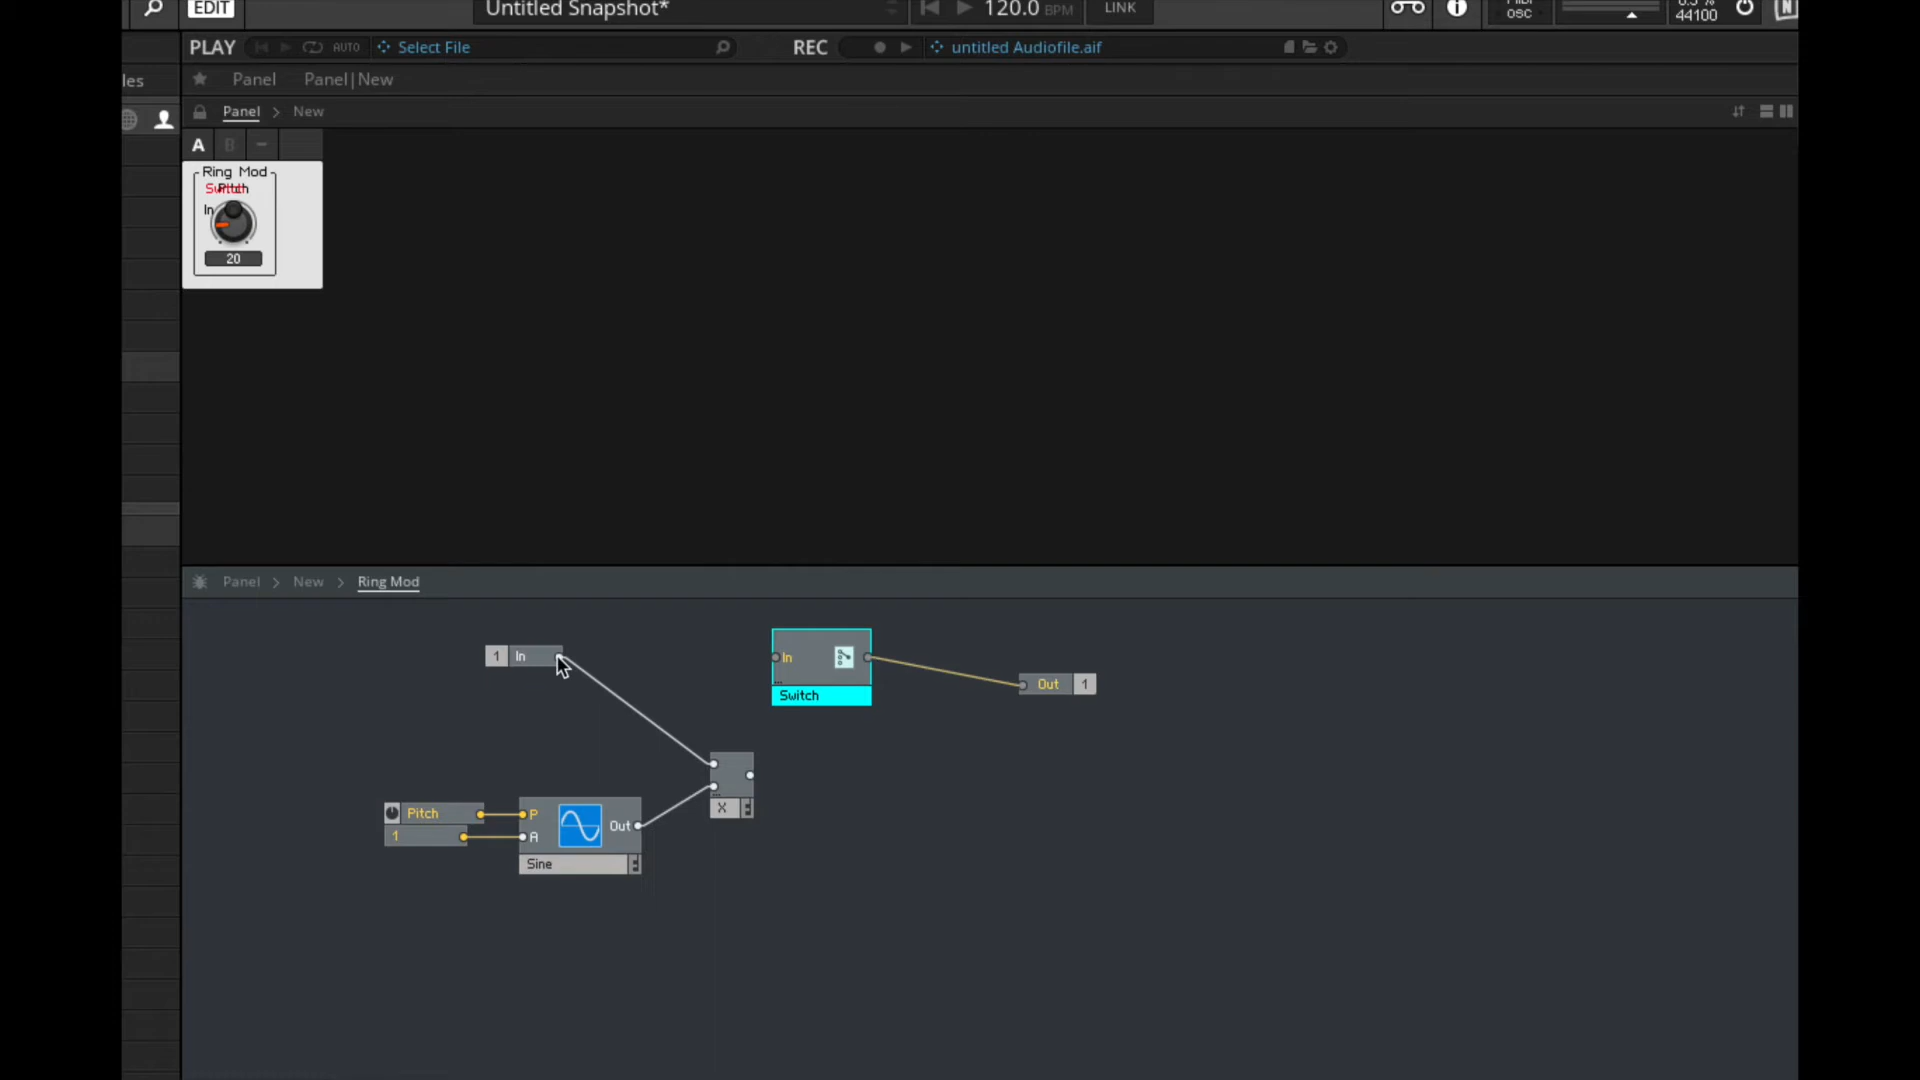 EDIT
Untitled Snapshot*
120.0 BPM
LINK
OSC
44100
PLAY
AUTO
Select File
REC
untitled Audiofile.aif
les
Panel
Panel|New
Panel > New
A
B
Ring Mod
Switch
Pitch
In
20
Panel > New > Ring Mod
1 In
In
Switch
Out 1
Pitch
1
P
A
Out
Sine
X